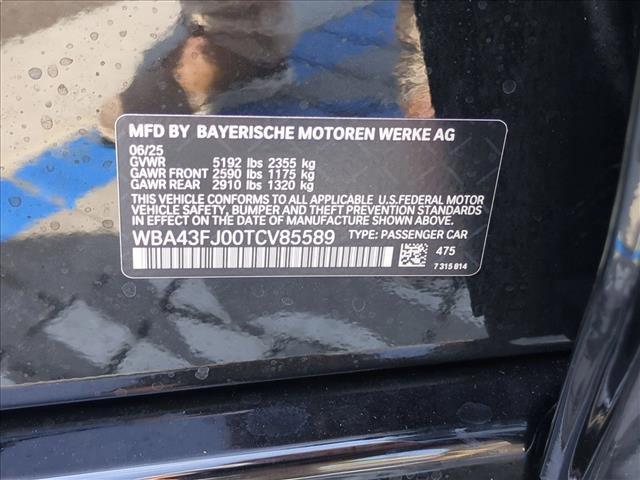 MFD BY BAYERISCHE MOTOREN WERKE AG
06/25
GVWR 5192 lbs 2355 kg
GAWR FRONT 2590 lbs 1175 kg
GAWR REAR 2910 lbs 1320 kg
THIS VEHICLE CONFORMS TO ALL APPLICABLE U.S.FEDERAL MOTOR
VEHICLE SAFETY, BUMPER AND THEFT PREVENTION STANDARDS
IN EFFECT ON THE DATE OF MANUFACTURE SHOWN ABOVE.
WBA43FJ00TCV85589 TYPE: PASSENGER CAR
475
7 315 814